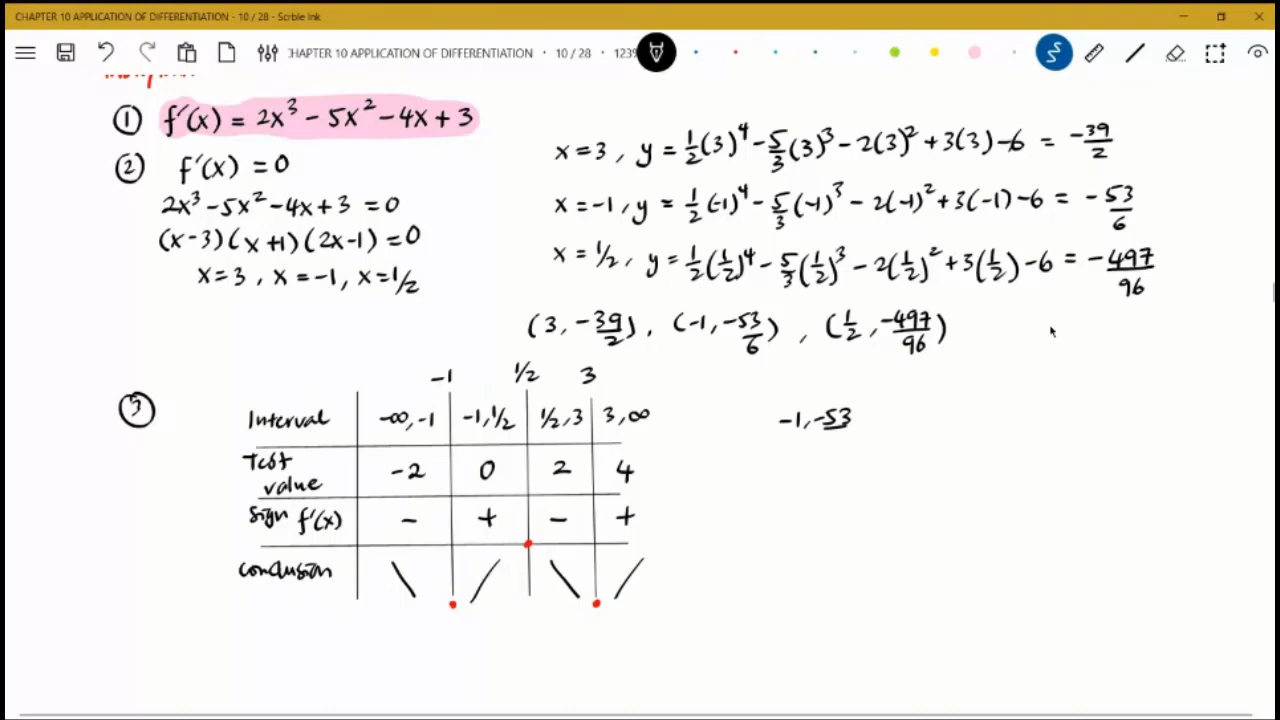 CHAPTER 10 APPLICATION OF DIFFERENTIATION - 10 / 28 - Scrble Ink
CHAPTER 10 APPLICATION OF DIFFERENTIATION • 10 / 28 • 1239
① f'(x) = 2x³ - 5x² - 4x + 3
② f'(x) = 0
2x³ - 5x² - 4x + 3 = 0
(x-3)(x+1)(2x-1) = 0
x=3, x=-1, x=1/2
x=3, y = 1/2(3)⁴ - 5/3(3)³ - 2(3)² + 3(3) - 6 = -39/2
x=-1, y = 1/2(-1)⁴ - 5/3(-1)³ - 2(-1)² + 3(-1) - 6 = -53/6
x=1/2, y = 1/2(1/2)⁴ - 5/3(1/2)³ - 2(1/2)² + 3(1/2) - 6 = -497/96
(3, -39/2), (-1, -53/6), (1/2, -497/96)
③
-1 1/2 3
Interval -∞,-1 -1,1/2 1/2,3 3,∞
Test value -2 0 2 4
Sign f'(x) - + - +
Conclusion \ / \ /
-1, -53